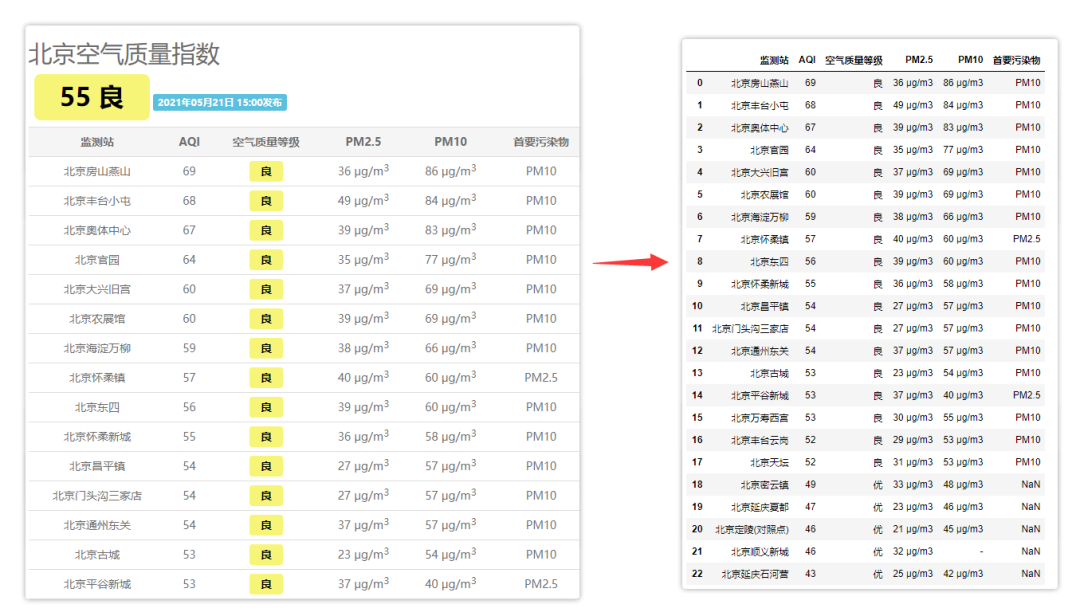 北京空气质量指数
55 良 2021年05月21日 15:00发布
监测站 AQI 空气质量等级 PM2.5 PM10 首要污染物
北京房山燕山 69 良 36 μg/m³ 86 μg/m³ PM10
北京丰台小屯 68 良 49 μg/m³ 84 μg/m³ PM10
北京奥体中心 67 良 39 μg/m³ 83 μg/m³ PM10
北京官园 64 良 35 μg/m³ 77 μg/m³ PM10
北京大兴旧宫 60 良 37 μg/m³ 69 μg/m³ PM10
北京农展馆 60 良 39 μg/m³ 69 μg/m³ PM10
北京海淀万柳 59 良 38 μg/m³ 66 μg/m³ PM10
北京怀柔镇 57 良 40 μg/m³ 60 μg/m³ PM2.5
北京东四 56 良 39 μg/m³ 60 μg/m³ PM10
北京怀柔新城 55 良 36 μg/m³ 58 μg/m³ PM10
北京昌平镇 54 良 27 μg/m³ 57 μg/m³ PM10
北京门头沟三家店 54 良 27 μg/m³ 57 μg/m³ PM10
北京通州东关 54 良 37 μg/m³ 57 μg/m³ PM10
北京古城 53 良 23 μg/m³ 54 μg/m³ PM10
北京平谷新城 53 良 37 μg/m³ 40 μg/m³ PM2.5
监测站 AQI 空气质量等级 PM2.5 PM10 首要污染物
0 北京房山燕山 69 良 36 μg/m3 86 μg/m3 PM10
1 北京丰台小屯 68 良 49 μg/m3 84 μg/m3 PM10
2 北京奥体中心 67 良 39 μg/m3 83 μg/m3 PM10
3 北京官园 64 良 35 μg/m3 77 μg/m3 PM10
4 北京大兴旧宫 60 良 37 μg/m3 69 μg/m3 PM10
5 北京农展馆 60 良 39 μg/m3 69 μg/m3 PM10
6 北京海淀万柳 59 良 38 μg/m3 66 μg/m3 PM10
7 北京怀柔镇 57 良 40 μg/m3 60 μg/m3 PM2.5
8 北京东四 56 良 39 μg/m3 60 μg/m3 PM10
9 北京怀柔新城 55 良 36 μg/m3 58 μg/m3 PM10
10 北京昌平镇 54 良 27 μg/m3 57 μg/m3 PM10
11 北京门头沟三家店 54 良 27 μg/m3 57 μg/m3 PM10
12 北京通州东关 54 良 37 μg/m3 57 μg/m3 PM10
13 北京古城 53 良 23 μg/m3 54 μg/m3 PM10
14 北京平谷新城 53 良 37 μg/m3 40 μg/m3 PM2.5
15 北京万寿西宫 53 良 30 μg/m3 55 μg/m3 PM10
16 北京丰台云岗 52 良 29 μg/m3 53 μg/m3 PM10
17 北京天坛 52 良 31 μg/m3 53 μg/m3 PM10
18 北京密云镇 49 优 33 μg/m3 48 μg/m3 NaN
19 北京延庆夏都 47 优 23 μg/m3 46 μg/m3 NaN
20 北京定陵(对照点) 46 优 21 μg/m3 45 μg/m3 NaN
21 北京顺义新城 46 优 32 μg/m3 - NaN
22 北京延庆石河营 43 优 25 μg/m3 42 μg/m3 NaN